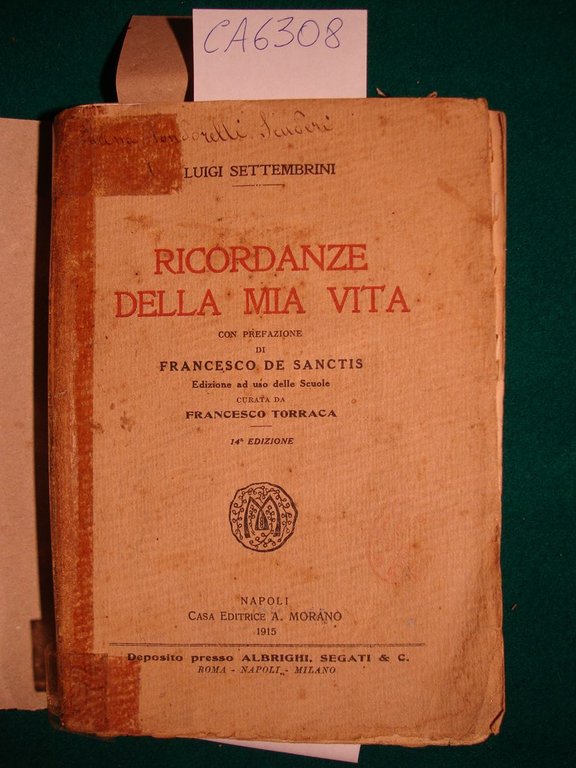 CA6308
Scuderi
LUIGI SETTEMBRINI
RICORDANZE
DELLA MIA VITA
CON PREFAZIONE
DI
FRANCESCO DE SANCTIS
Edizione ad uso delle Scuole
CURATA DA
FRANCESCO TORRACA
14ª EDIZIONE
NAPOLI
CASA EDITRICE A. MORANO
1915
Deposito presso ALBRIGHI, SEGATI & C.
ROMA - NAPOLI - MILANO